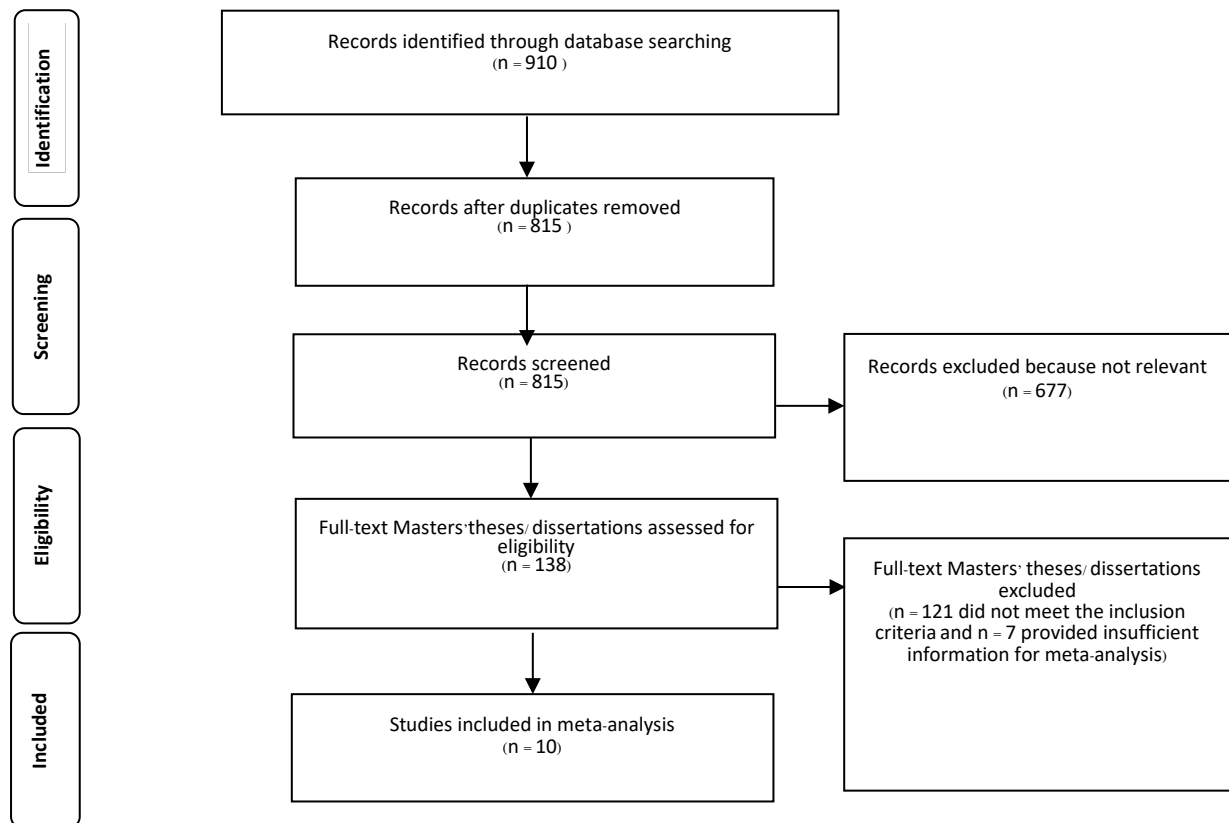 Identification
Records identified through database searching
(n = 910 )
Records after duplicates removed
(n = 815 )
Screening
Records screened
(n = 815)
Records excluded because not relevant
(n = 677)
Eligibility
Full-text Masters' theses/ dissertations assessed for
eligibility
(n = 138)
Full-text Masters' theses/ dissertations
excluded
(n = 121 did not meet the inclusion
criteria and n = 7 provided insufficient
information for meta-analysis)
Included
Studies included in meta-analysis
(n = 10)